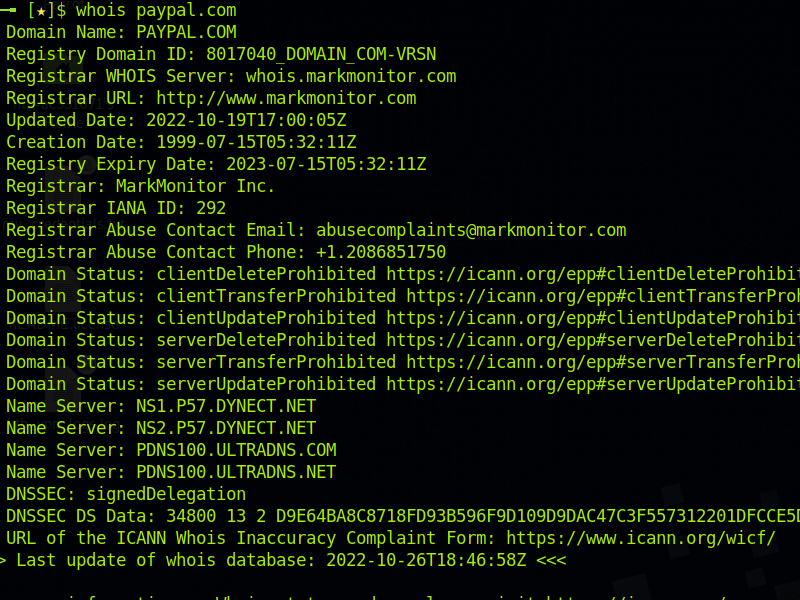 [★]$ whois paypal.com
Domain Name: PAYPAL.COM
Registry Domain ID: 8017040_DOMAIN_COM-VRSN
Registrar WHOIS Server: whois.markmonitor.com
Registrar URL: http://www.markmonitor.com
Updated Date: 2022-10-19T17:00:05Z
Creation Date: 1999-07-15T05:32:11Z
Registry Expiry Date: 2023-07-15T05:32:11Z
Registrar: MarkMonitor Inc.
Registrar IANA ID: 292
Registrar Abuse Contact Email: abusecomplaints@markmonitor.com
Registrar Abuse Contact Phone: +1.2086851750
Domain Status: clientDeleteProhibited https://icann.org/epp#clientDeleteProhibit
Domain Status: clientTransferProhibited https://icann.org/epp#clientTransferProh
Domain Status: clientUpdateProhibited https://icann.org/epp#clientUpdateProhibit
Domain Status: serverDeleteProhibited https://icann.org/epp#serverDeleteProhibit
Domain Status: serverTransferProhibited https://icann.org/epp#serverTransferProh
Domain Status: serverUpdateProhibited https://icann.org/epp#serverUpdateProhibit
Name Server: NS1.P57.DYNECT.NET
Name Server: NS2.P57.DYNECT.NET
Name Server: PDNS100.ULTRADNS.COM
Name Server: PDNS100.ULTRADNS.NET
DNSSEC: signedDelegation
DNSSEC DS Data: 34800 13 2 D9E64BA8C8718FD93B596F9D109D9DAC47C3F557312201DFCCE5D
URL of the ICANN Whois Inaccuracy Complaint Form: https://www.icann.org/wicf/
> Last update of whois database: 2022-10-26T18:46:58Z <<<